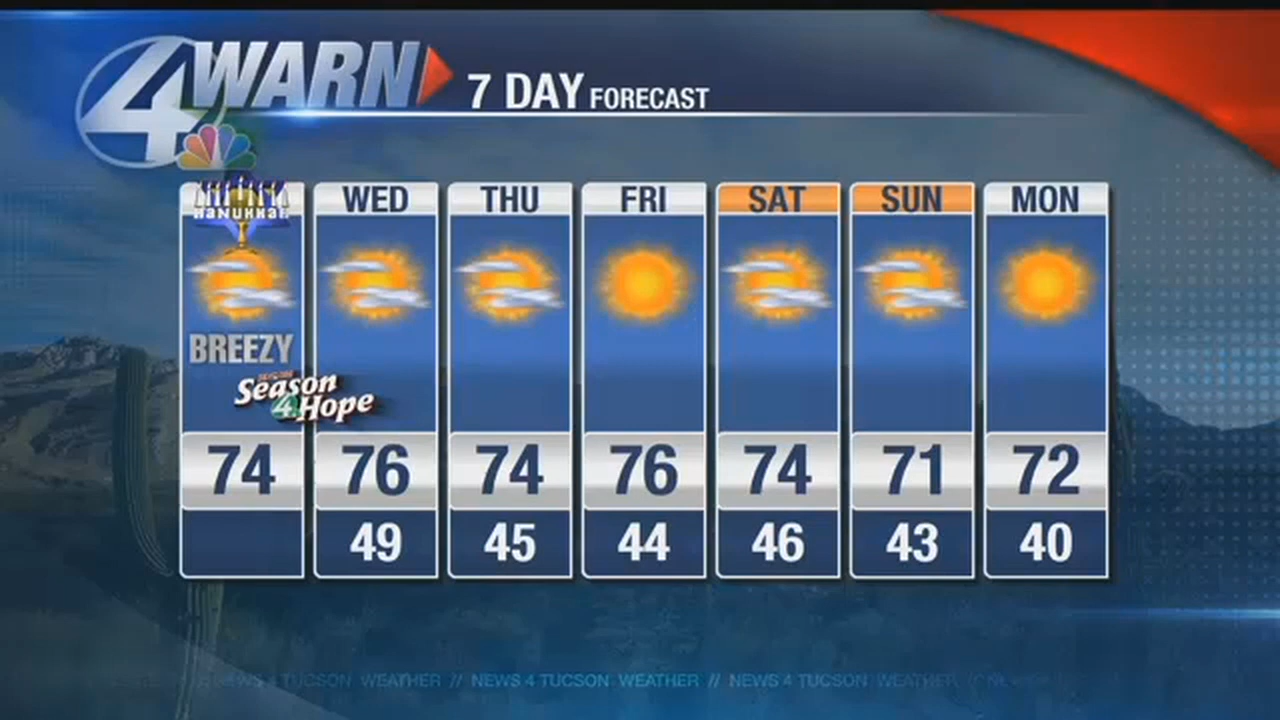 4WARN
7 DAY FORECAST
HANUKKAH
WED
THU
FRI
SAT
SUN
MON
BREEZY
Season
4 Hope
74
76
74
76
74
71
72
49
45
44
46
43
40
NEWS 4 TUCSON WEATHER // NEWS 4 TUCSON WEATHER // NEWS 4 TUCSON WEATHER